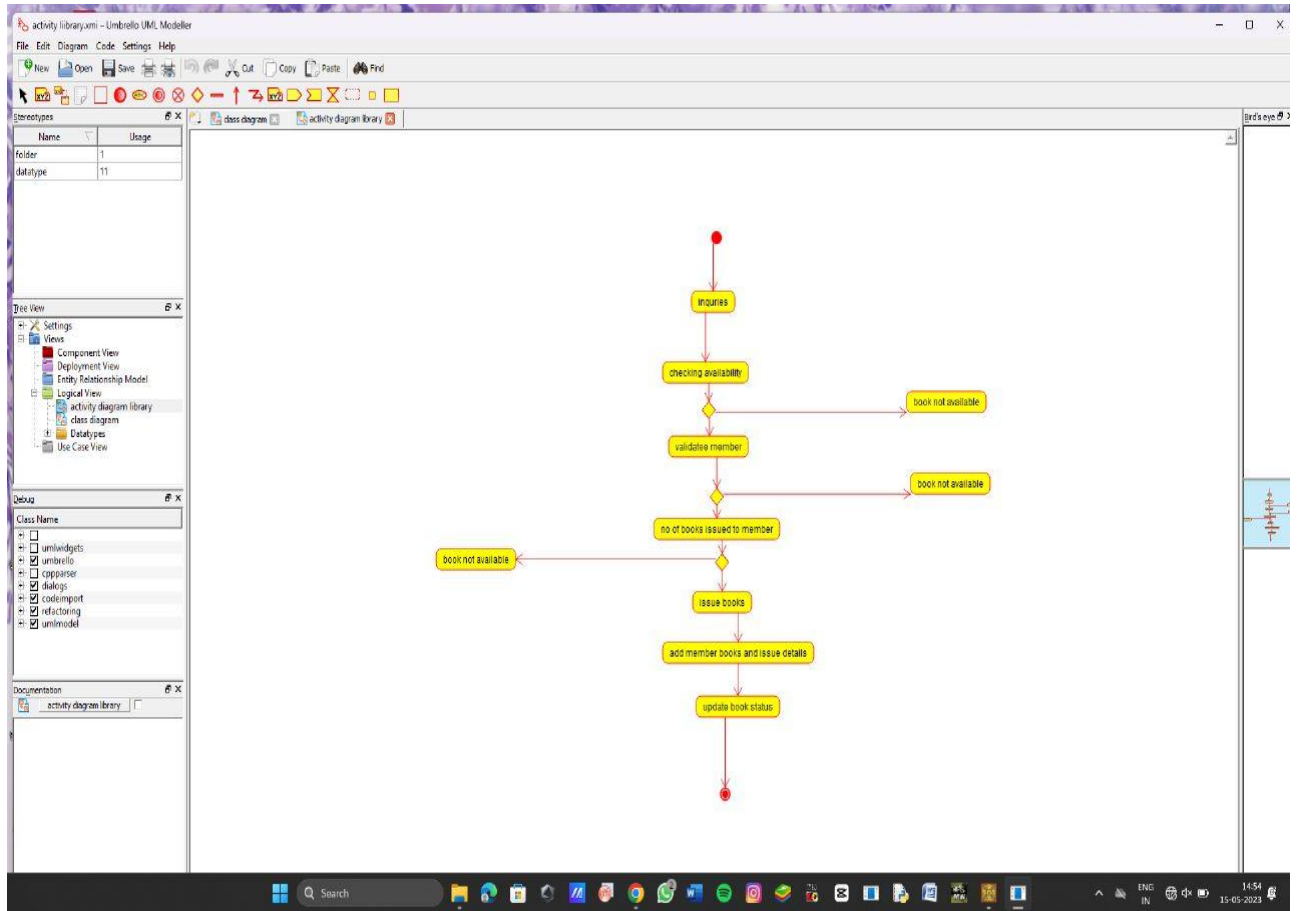 activity liibrary.xmi – Umbrello UML Modeller
File Edit Diagram Code Settings Help
New Open Save Cut Copy Paste Find
Stereotypes
class diagram
activity diagram library
Bird's eye
Name Usage
folder 1
datatype 11
inquries
checking availability
book not available
validatee member
book not available
no of books issued to member
book not available
issue books
add member books and issue details
update book status
Tree View
Settings
Views
Component View
Deployment View
Entity Relationship Model
Logical View
activity diagram library
class diagram
Datatypes
Use Case View
Debug
Class Name
umlwidgets
umbrello
cppparser
dialogs
codeimport
refactoring
umlmodel
Documentation
activity diagram library
Search
ENG
IN
14:54
15-05-2023